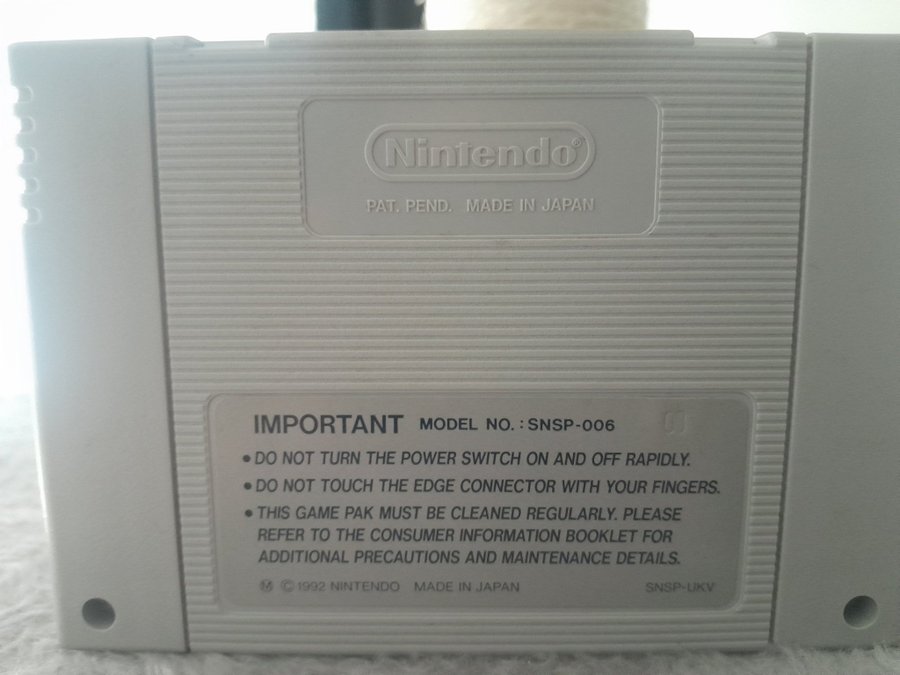 Nintendo®
PAT. PEND. MADE IN JAPAN
IMPORTANT MODEL NO.: SNSP-006
• DO NOT TURN THE POWER SWITCH ON AND OFF RAPIDLY.
• DO NOT TOUCH THE EDGE CONNECTOR WITH YOUR FINGERS.
• THIS GAME PAK MUST BE CLEANED REGULARLY. PLEASE
REFER TO THE CONSUMER INFORMATION BOOKLET FOR
ADDITIONAL PRECAUTIONS AND MAINTENANCE DETAILS.
Ⓜ ©1992 NINTENDO MADE IN JAPAN SNSP-UKV